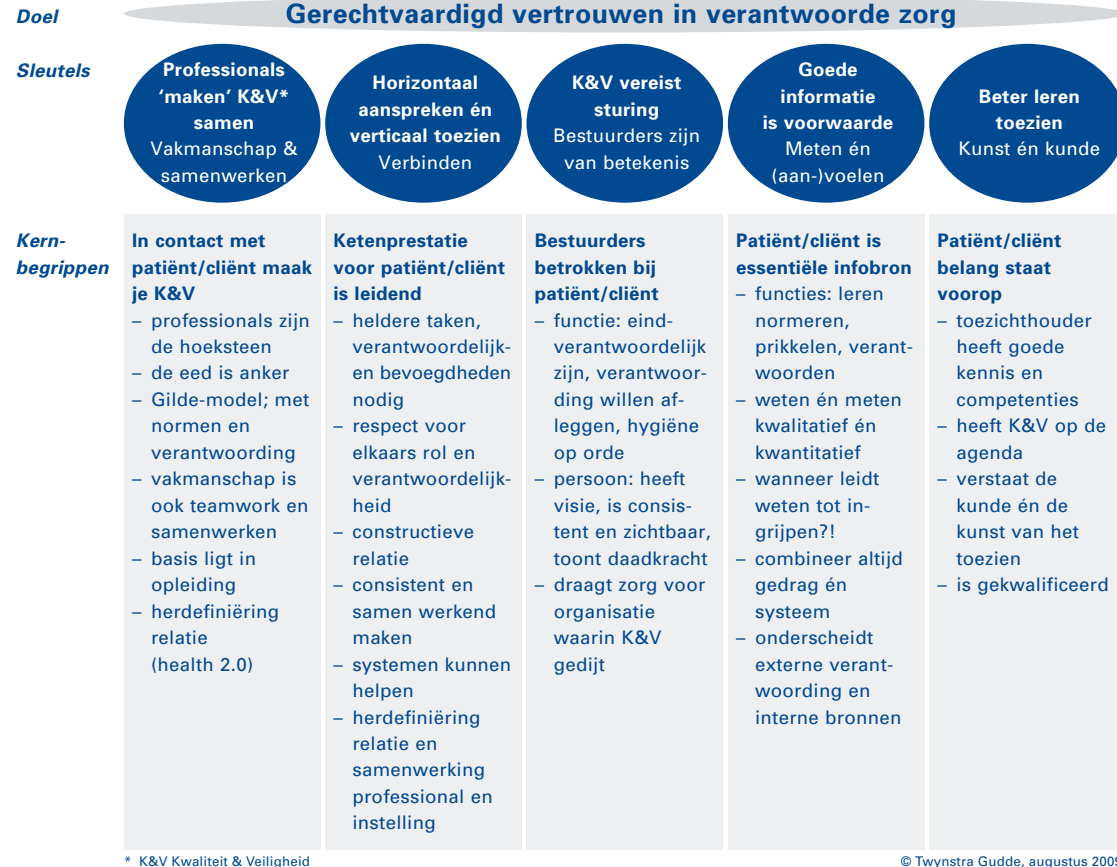 Doel
Gerechtvaardigd vertrouwen in verantwoorde zorg
Sleutels
Professionals
‘maken’ K&V*
samen
Vakmanschap &
samenwerken
Horizontaal
aanspreken én
verticaal toezien
Verbinden
K&V vereist
sturing
Bestuurders zijn
van betekenis
Goede
informatie
is voorwaarde
Meten én
(aan-)voelen
Beter leren
toezien
Kunst én kunde
Kern-
begrippen
In contact met
patiënt/cliënt maak
je K&V
– professionals zijn
de hoeksteen
– de eed is anker
– Gilde-model; met
normen en
verantwoording
– vakmanschap is
ook teamwork en
samenwerken
– basis ligt in
opleiding
– herdefiniëring
relatie
(health 2.0)
Ketenprestatie
voor patiënt/cliënt
is leidend
– heldere taken,
verantwoordelijk-
en bevoegdheden
nodig
– respect voor
elkaars rol en
verantwoordelijk-
heid
– constructieve
relatie
– consistent en
samen werkend
maken
– systemen kunnen
helpen
– herdefiniëring
relatie en
samenwerking
professional en
instelling
Bestuurders
betrokken bij
patiënt/cliënt
– functie: eind-
verantwoordelijk
zijn, verantwoor-
ding willen af-
leggen, hygiëne
op orde
– persoon: heeft
visie, is consis-
tent en zichtbaar,
toont daadkracht
– draagt zorg voor
organisatie
waarin K&V
gedijt
Patiënt/cliënt is
essentiële infobron
– functies: leren
normeren,
prikkelen, verant-
woorden
– weten én meten
kwalitatief én
kwantitatief
– wanneer leidt
weten tot in-
grijpen?!
– combineer altijd
gedrag én
systeem
– onderscheidt
externe verant-
woording en
interne bronnen
Patiënt/cliënt
belang staat
voorop
– toezichthouder
heeft goede
kennis en
competenties
– heeft K&V op de
agenda
– verstaat de
kunde én de
kunst van het
toezien
– is gekwalificeerd
* K&V Kwaliteit & Veiligheid
© Twynstra Gudde, augustus 2009